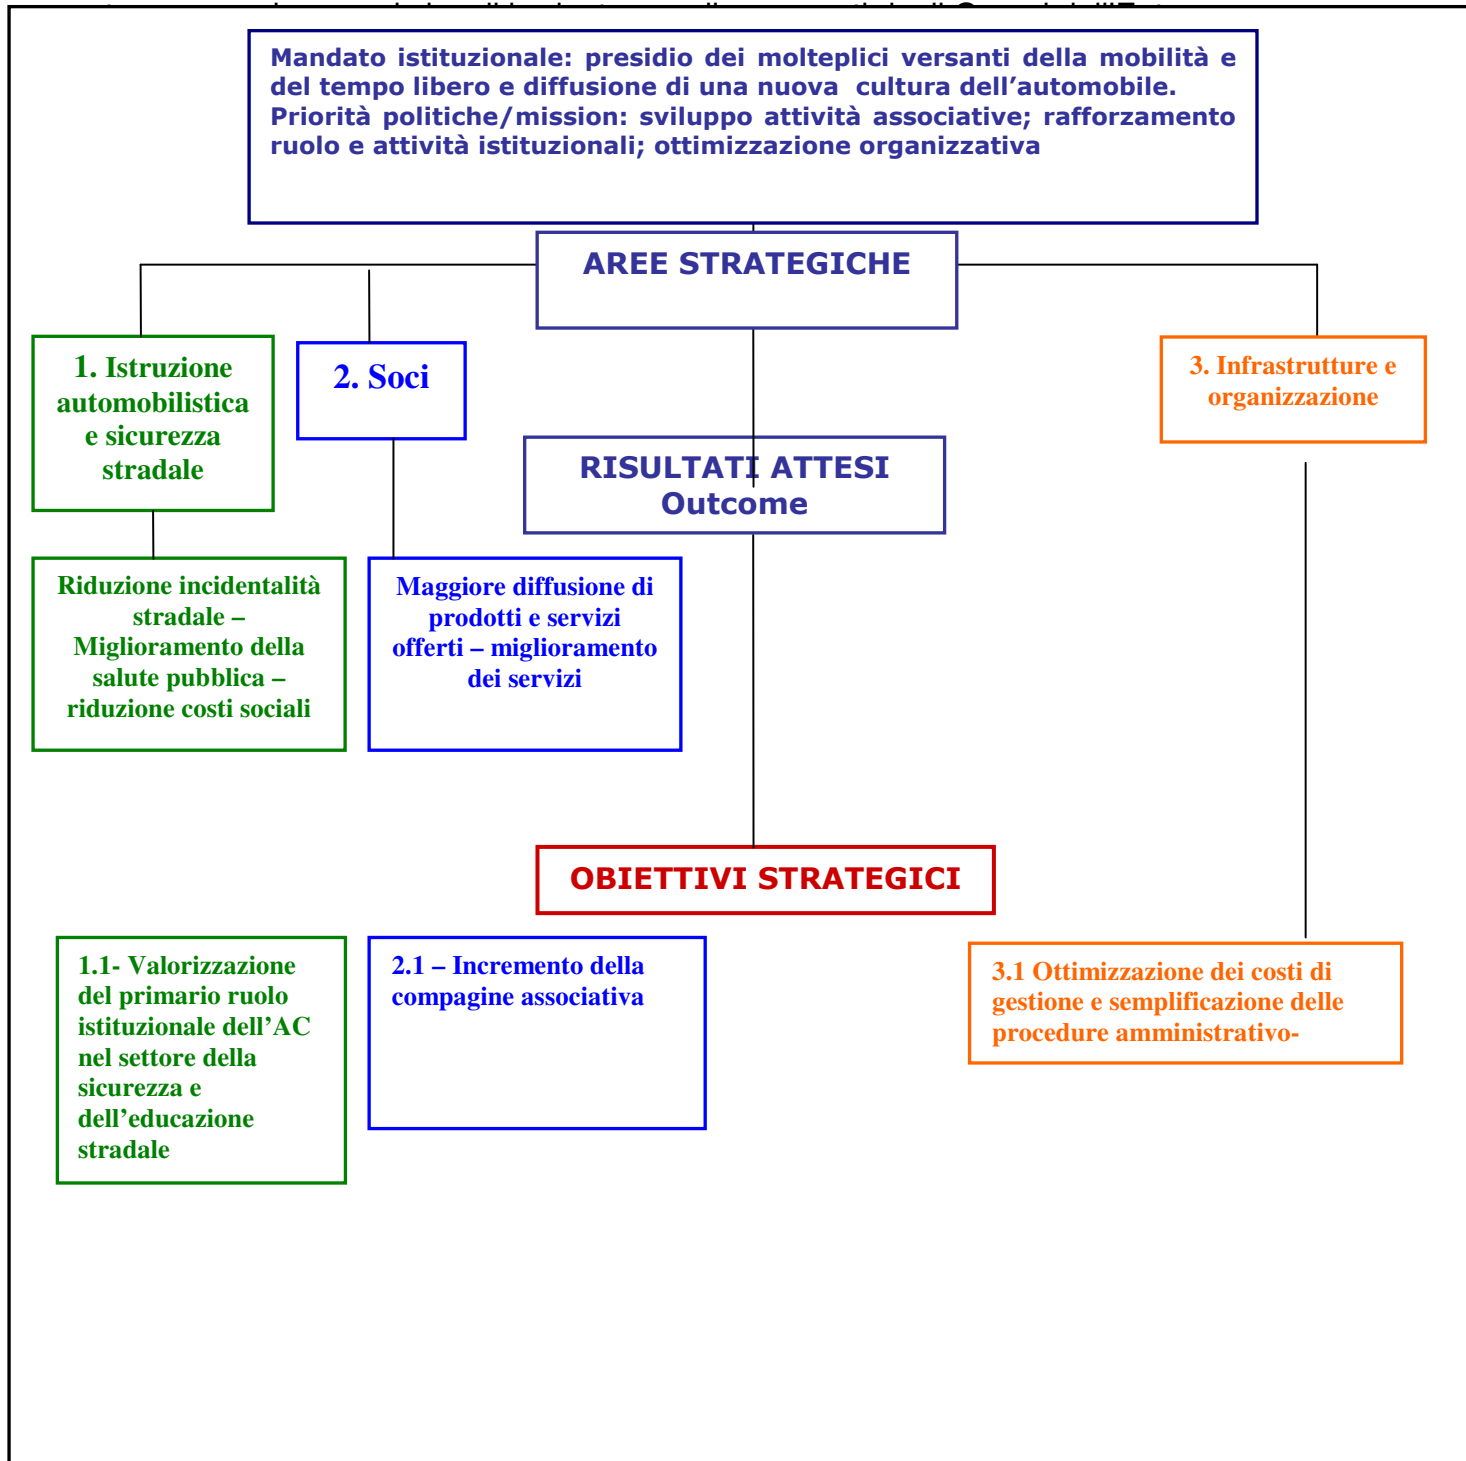 Mandato istituzionale: presidio dei molteplici versanti della mobilità e
del tempo libero e diffusione di una nuova cultura dell'automobile.
Priorità politiche/mission: sviluppo attività associative; rafforzamento
ruolo e attività istituzionali; ottimizzazione organizzativa
AREE STRATEGICHE
1. Istruzione
automobilistica
e sicurezza
stradale
2. Soci
3. Infrastrutture e
organizzazione
RISULTATI ATTESI
Outcome
Riduzione incidentalità
stradale –
Miglioramento della
salute pubblica –
riduzione costi sociali
Maggiore diffusione di
prodotti e servizi
offerti – miglioramento
dei servizi
OBIETTIVI STRATEGICI
1.1- Valorizzazione
del primario ruolo
istituzionale dell'AC
nel settore della
sicurezza e
dell'educazione
stradale
2.1 – Incremento della
compagine associativa
3.1 Ottimizzazione dei costi di
gestione e semplificazione delle
procedure amministrativo-